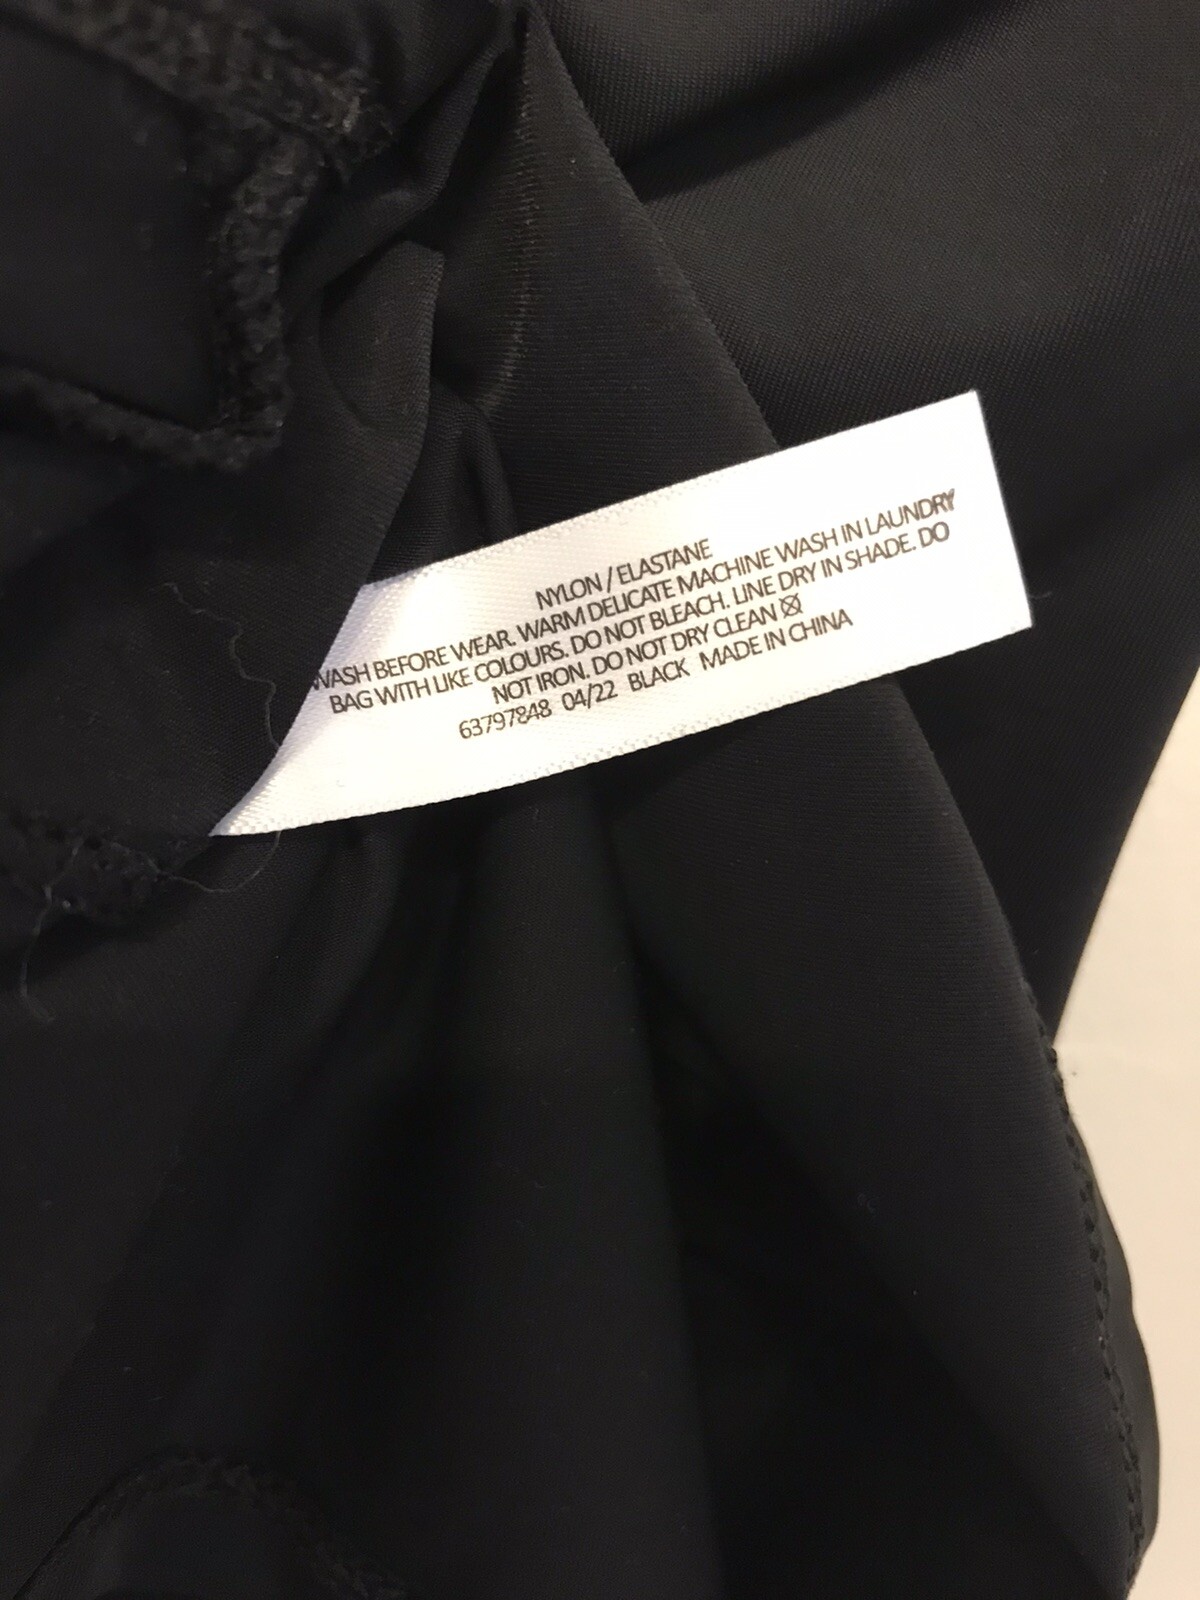 NYLON / ELASTANE
WASH BEFORE WEAR. WARM DELICATE MACHINE WASH IN LAUNDRY
BAG WITH LIKE COLOURS. DO NOT BLEACH. LINE DRY IN SHADE. DO
NOT IRON. DO NOT DRY CLEAN
63797848 04/22 BLACK MADE IN CHINA